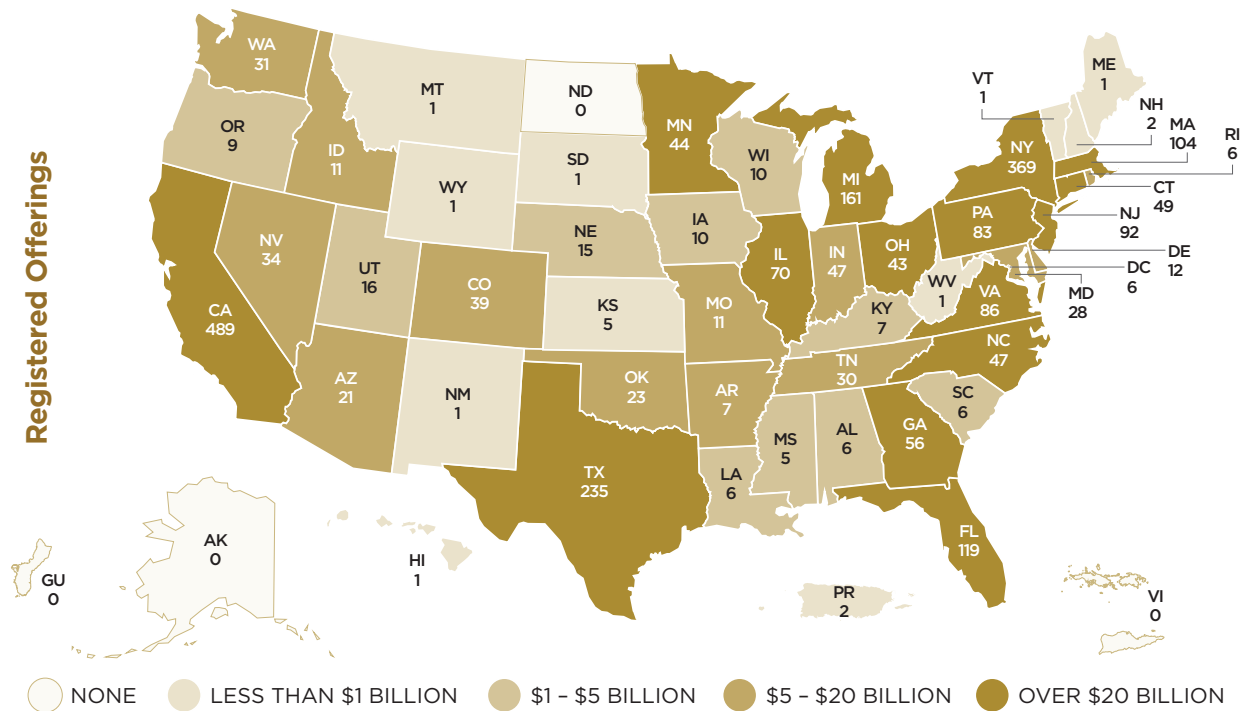 Registered Offerings
WA
31
OR
9
CA
489
NV
34
ID
11
MT
1
WY
1
UT
16
AZ
21
CO
39
NM
1
ND
0
SD
1
NE
15
KS
5
OK
23
TX
235
MN
44
IA
10
MO
11
AR
7
LA
6
WI
10
IL
70
MI
161
IN
47
OH
43
KY
7
TN
30
MS
5
AL
6
GA
56
FL
119
SC
6
NC
47
VA
86
WV
1
PA
83
NY
369
VT
1
ME
1
NH
2
MA
104
RI
6
CT
49
NJ
92
DE
12
DC
6
MD
28
AK
0
GU
0
HI
1
PR
2
VI
0
NONE
LESS THAN $1 BILLION
$1 – $5 BILLION
$5 – $20 BILLION
OVER $20 BILLION